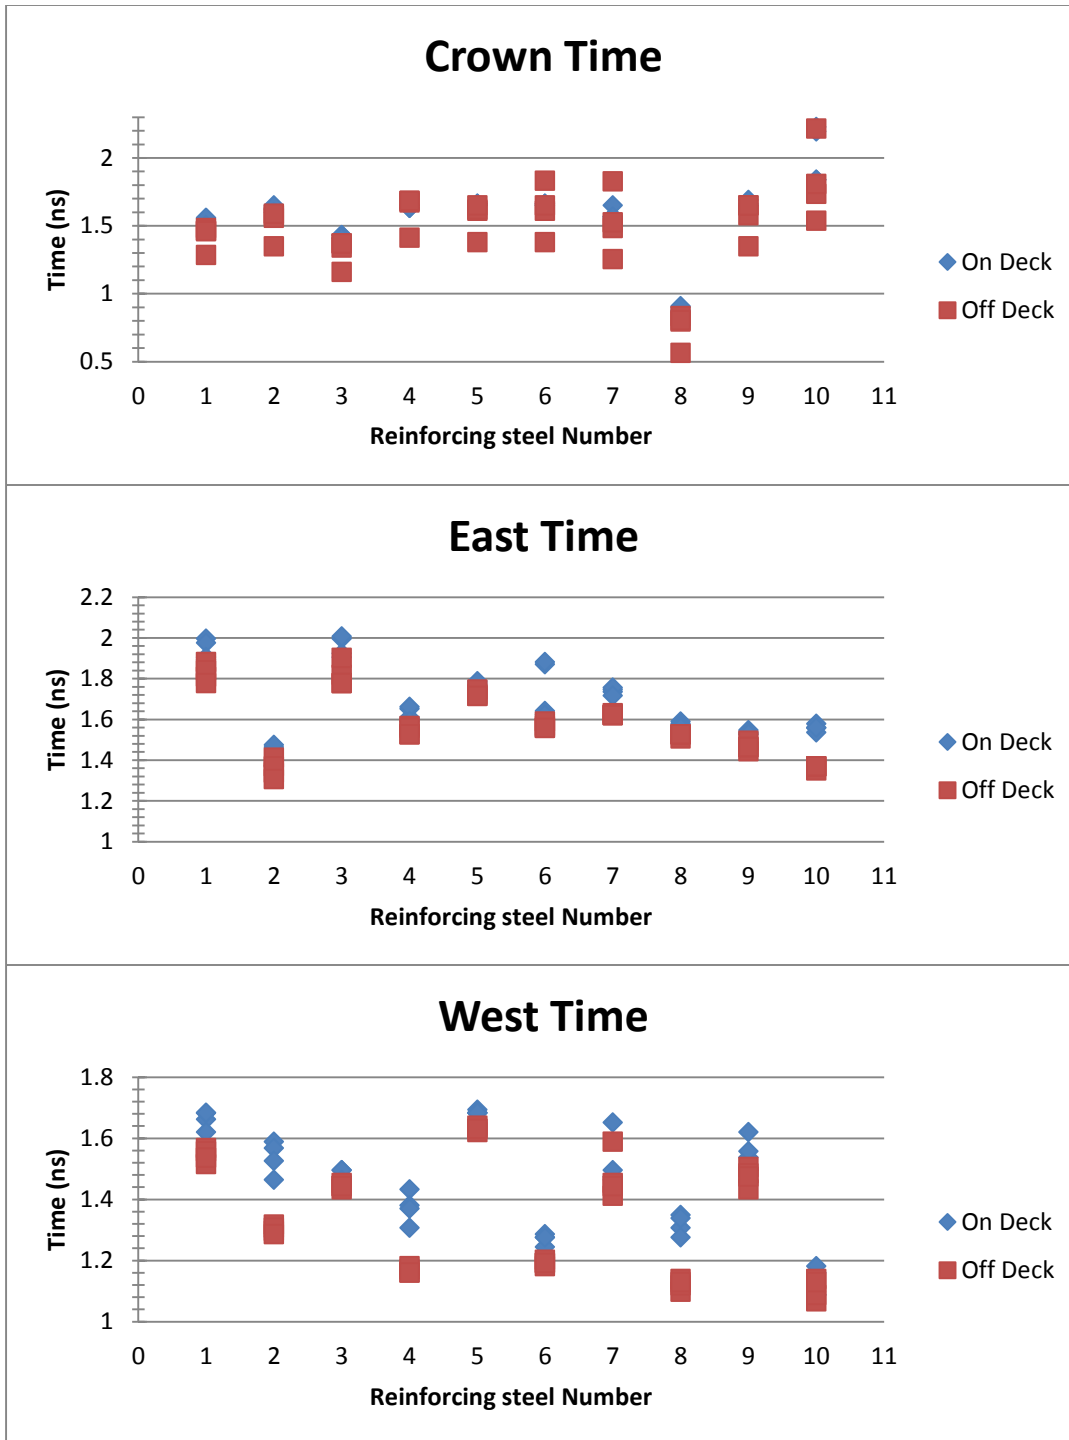 Crown Time
Time (ns)
2
1.5
1
0.5
0 1 2 3 4 5 6 7 8 9 10 11
Reinforcing steel Number
On Deck
Off Deck
East Time
Time (ns)
2.2
2
1.8
1.6
1.4
1.2
1
0 1 2 3 4 5 6 7 8 9 10 11
Reinforcing steel Number
On Deck
Off Deck
West Time
Time (ns)
1.8
1.6
1.4
1.2
1
0 1 2 3 4 5 6 7 8 9 10 11
Reinforcing steel Number
On Deck
Off Deck